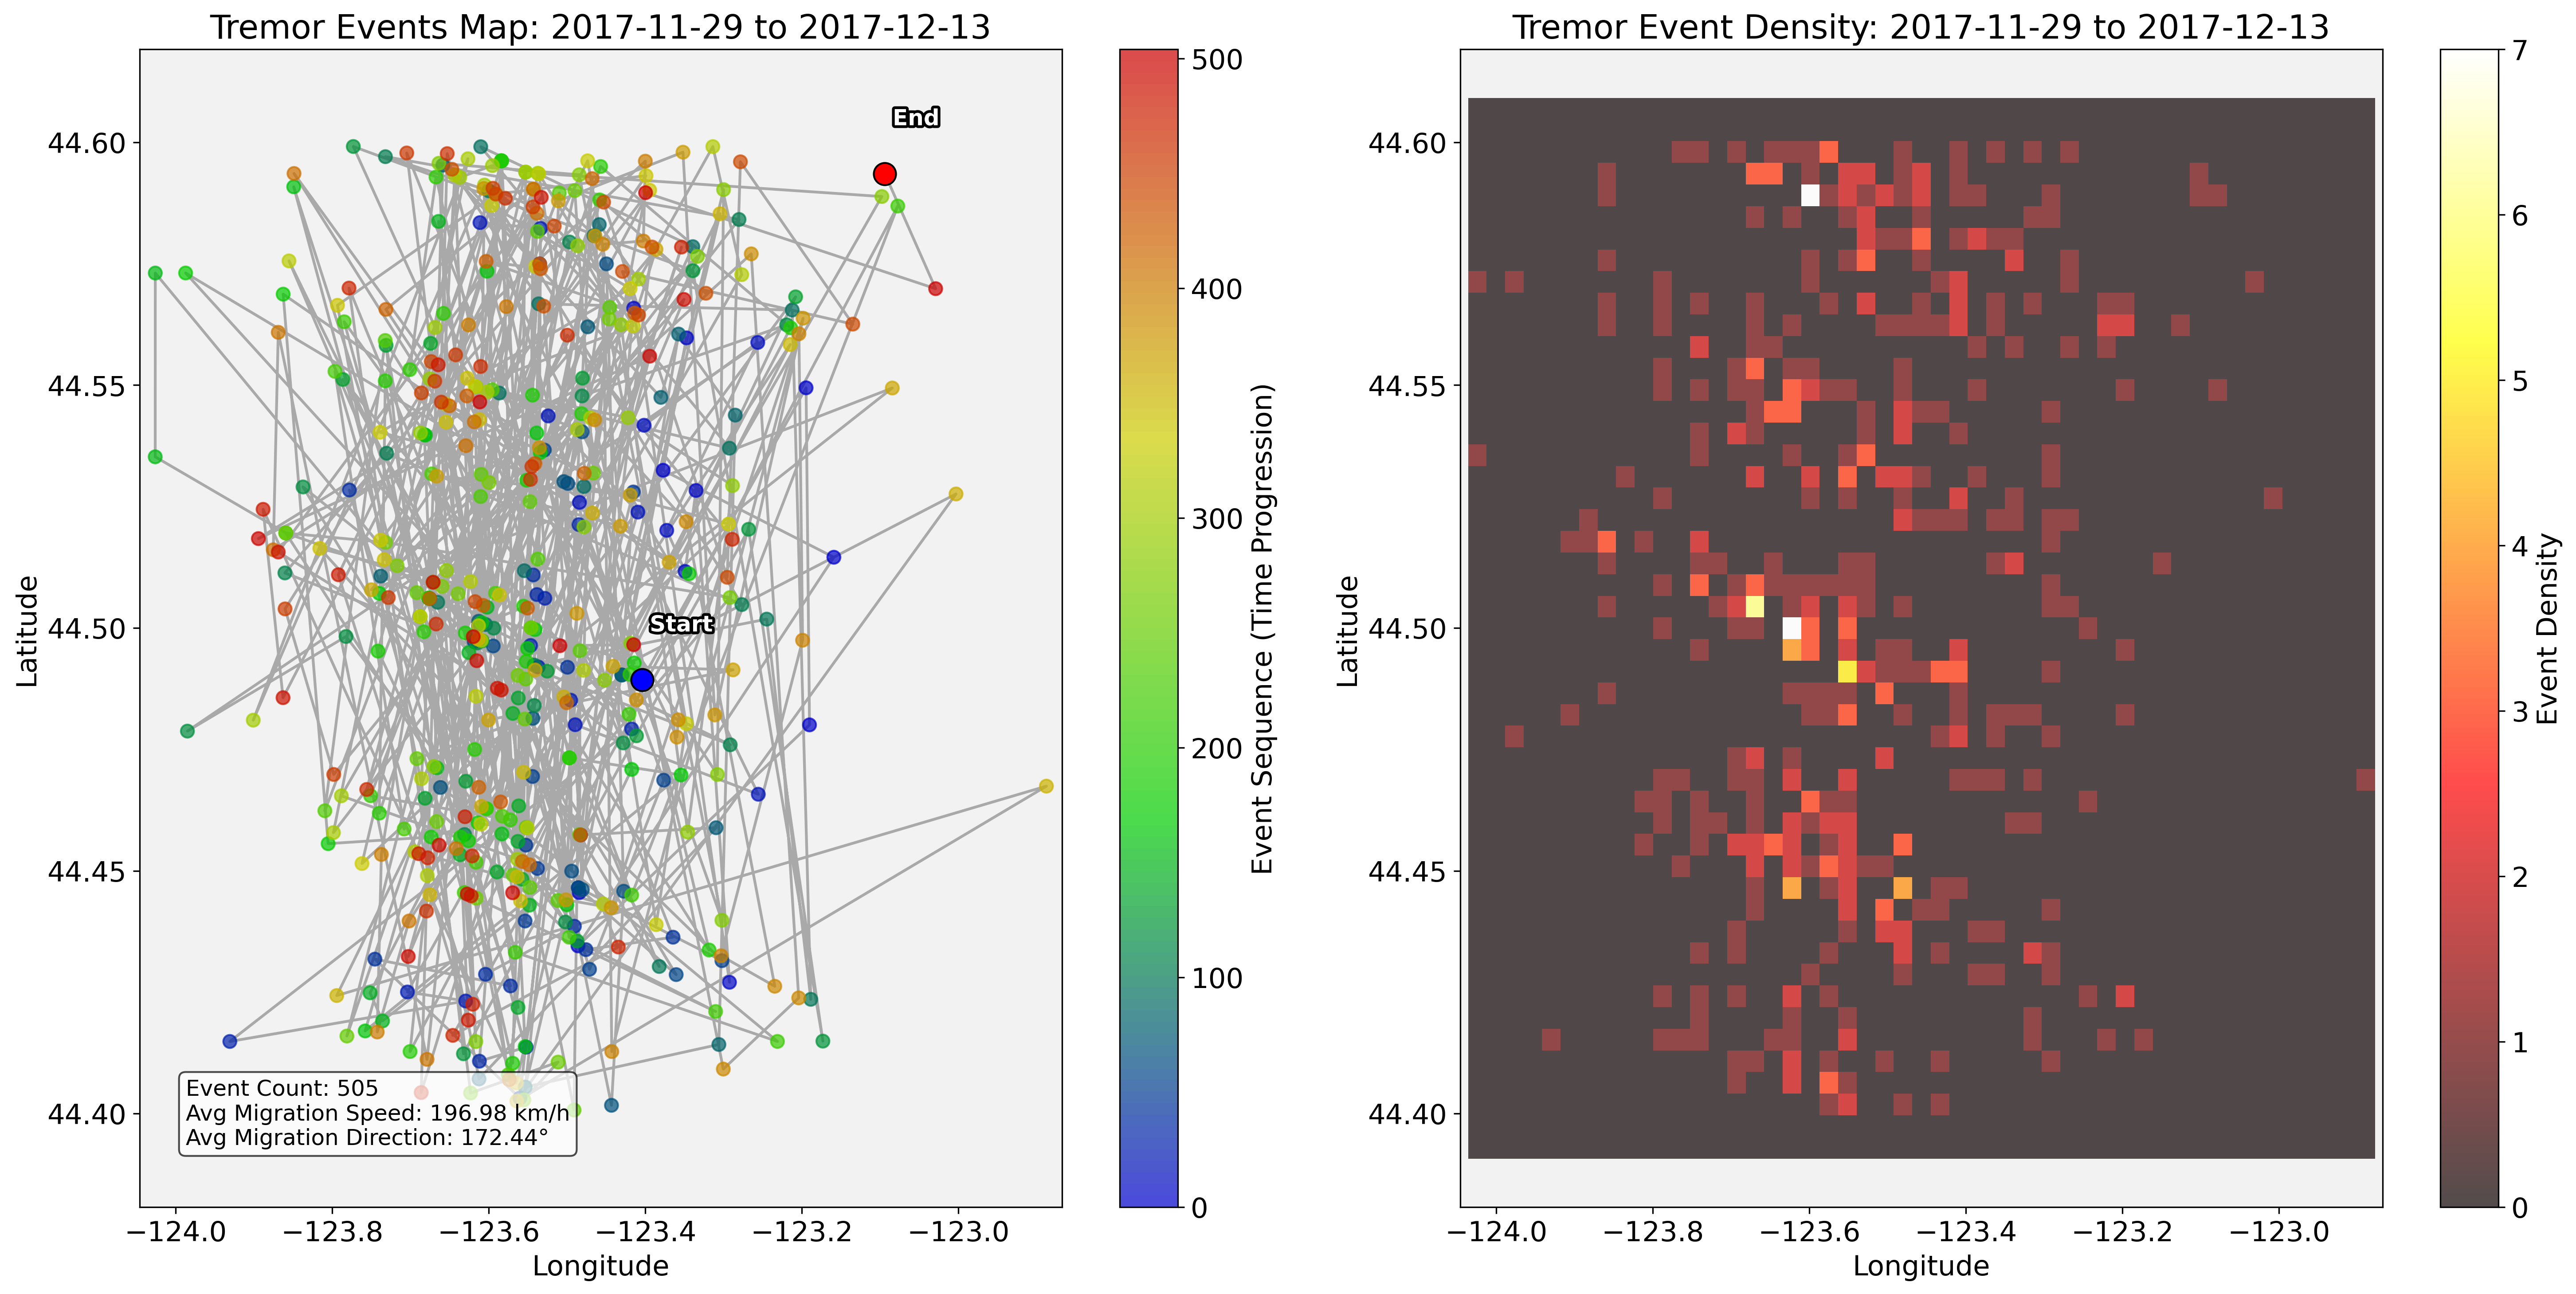 Tremor Events Map: 2017-11-29 to 2017-12-13
End
Start
Event Count: 505
Avg Migration Speed: 196.98 km/h
Avg Migration Direction: 172.44°
Latitude
44.60
44.55
44.50
44.45
44.40
−124.0
−123.8
−123.6
−123.4
−123.2
−123.0
Longitude
500
400
300
200
100
0
Event Sequence (Time Progression)
Tremor Event Density: 2017-11-29 to 2017-12-13
Latitude
44.60
44.55
44.50
44.45
44.40
−124.0
−123.8
−123.6
−123.4
−123.2
−123.0
Longitude
7
6
5
4
3
2
1
0
Event Density